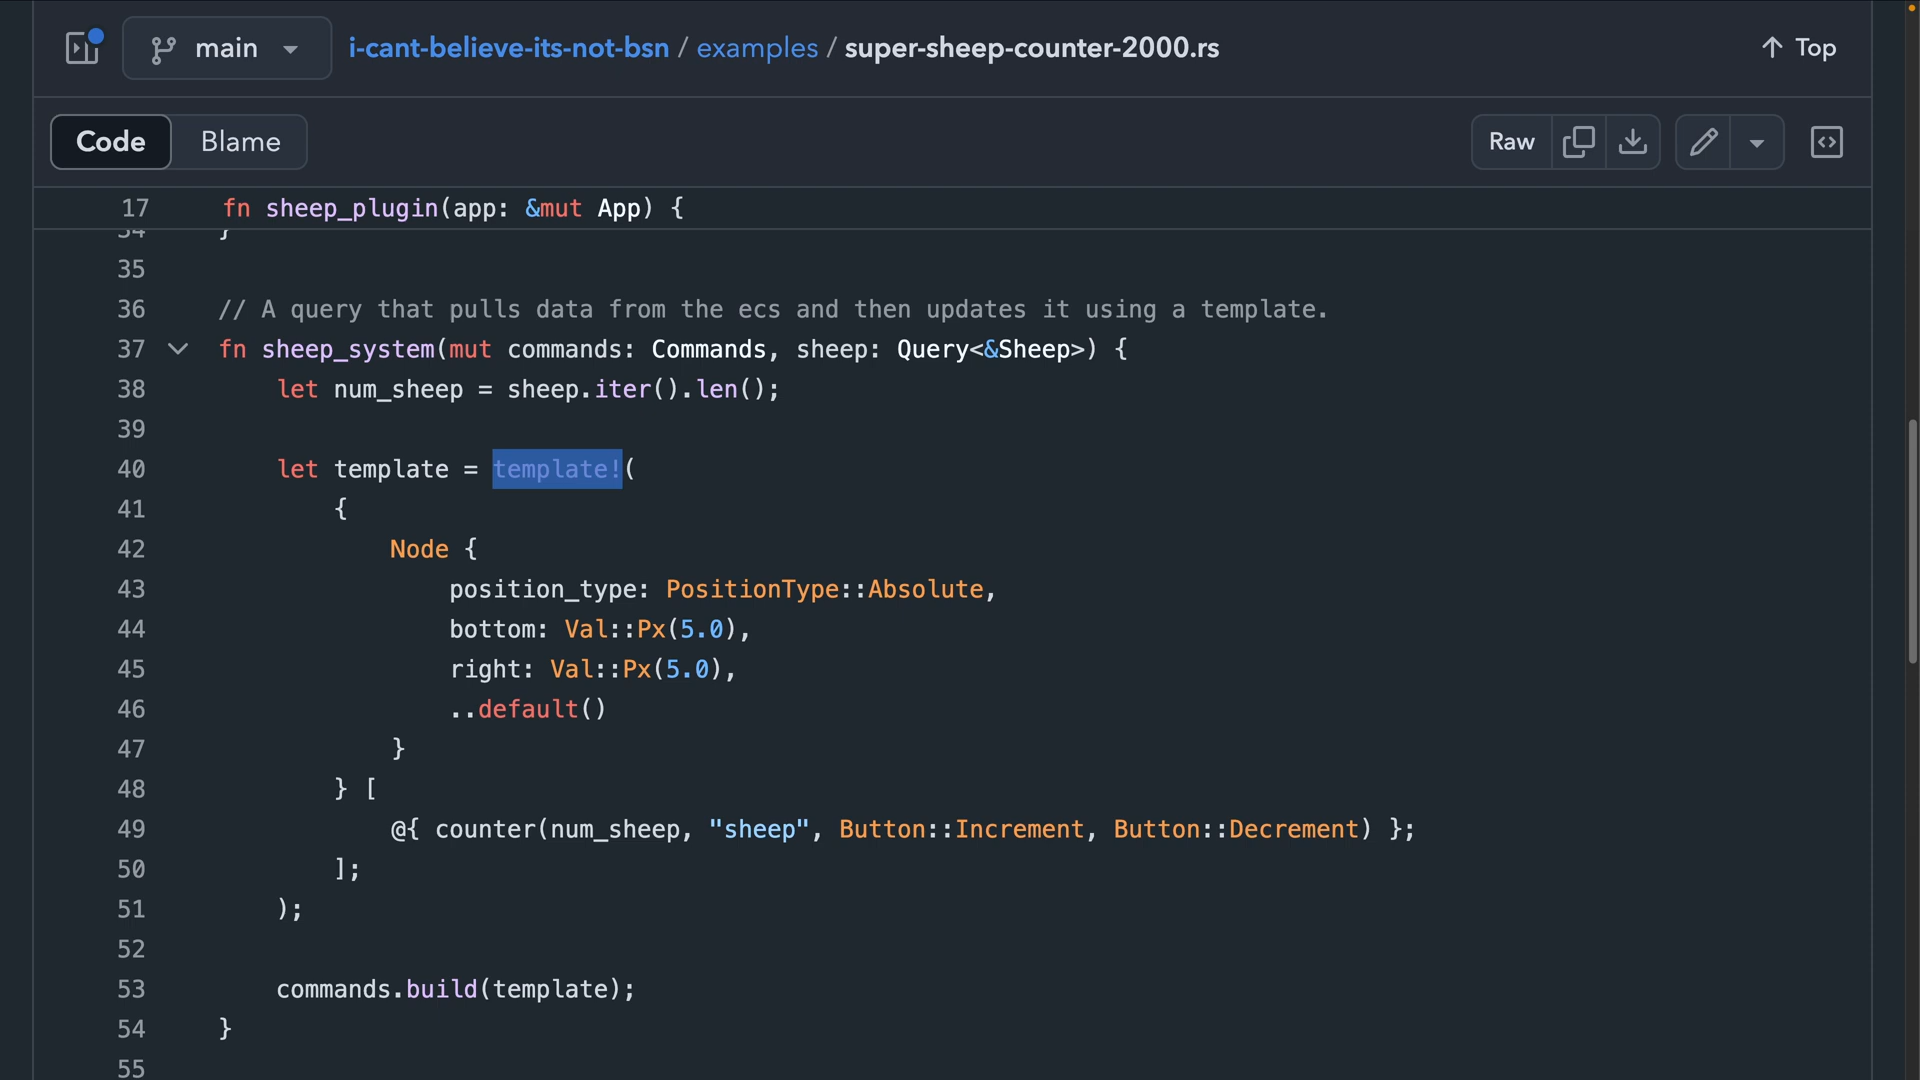 main
i-cant-believe-its-not-bsn / examples / super-sheep-counter-2000.rs
Top
Code
Blame
Raw
17 fn sheep_plugin(app: &mut App) {
34 }
35
36 // A query that pulls data from the ecs and then updates it using a template.
37 fn sheep_system(mut commands: Commands, sheep: Query<&Sheep>) {
38 let num_sheep = sheep.iter().len();
39
40 let template = template!(
41 {
42 Node {
43 position_type: PositionType::Absolute,
44 bottom: Val::Px(5.0),
45 right: Val::Px(5.0),
46 ..default()
47 }
48 } [
49 @{ counter(num_sheep, "sheep", Button::Increment, Button::Decrement) };
50 ];
51 );
52
53 commands.build(template);
54 }
55